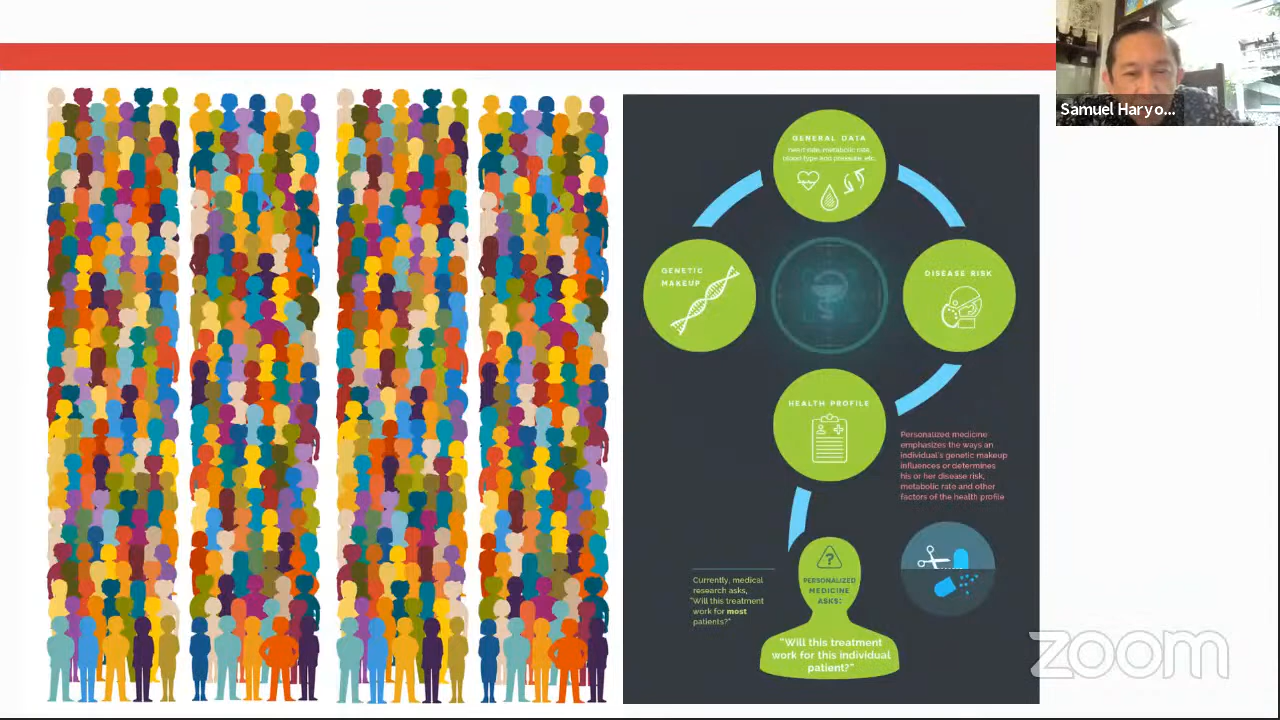 Samuel Haryo...
GENERAL DATA
heart rate, metabolic rate,
blood type and pressure, etc.
GENETIC
MAKEUP
DISEASE RISK
HEALTH PROFILE
Personalized medicine
emphasizes the ways an
individual's genetic makeup
influences or determines
his or her disease risk,
metabolic rate and other
factors of the health profile
Currently, medical
research asks,
"Will this treatment
work for most
patients?"
?
PERSONALIZED
MEDICINE
ASKS:
"Will this treatment
work for this individual
patient?"
zoom